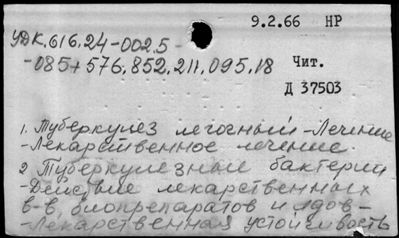 9.2.66 НР
УДК,616,24-002.5-
-085+576,852,211,095,18
Чит.
Д 37503
1. Туберкулез легочный-Лечение
-Лекарственное лечение.
2 Туберкулезные бактерии
-Действие лекарственных
в-в, биопрепаратов и ядов-
-Лекарственная устойчивость